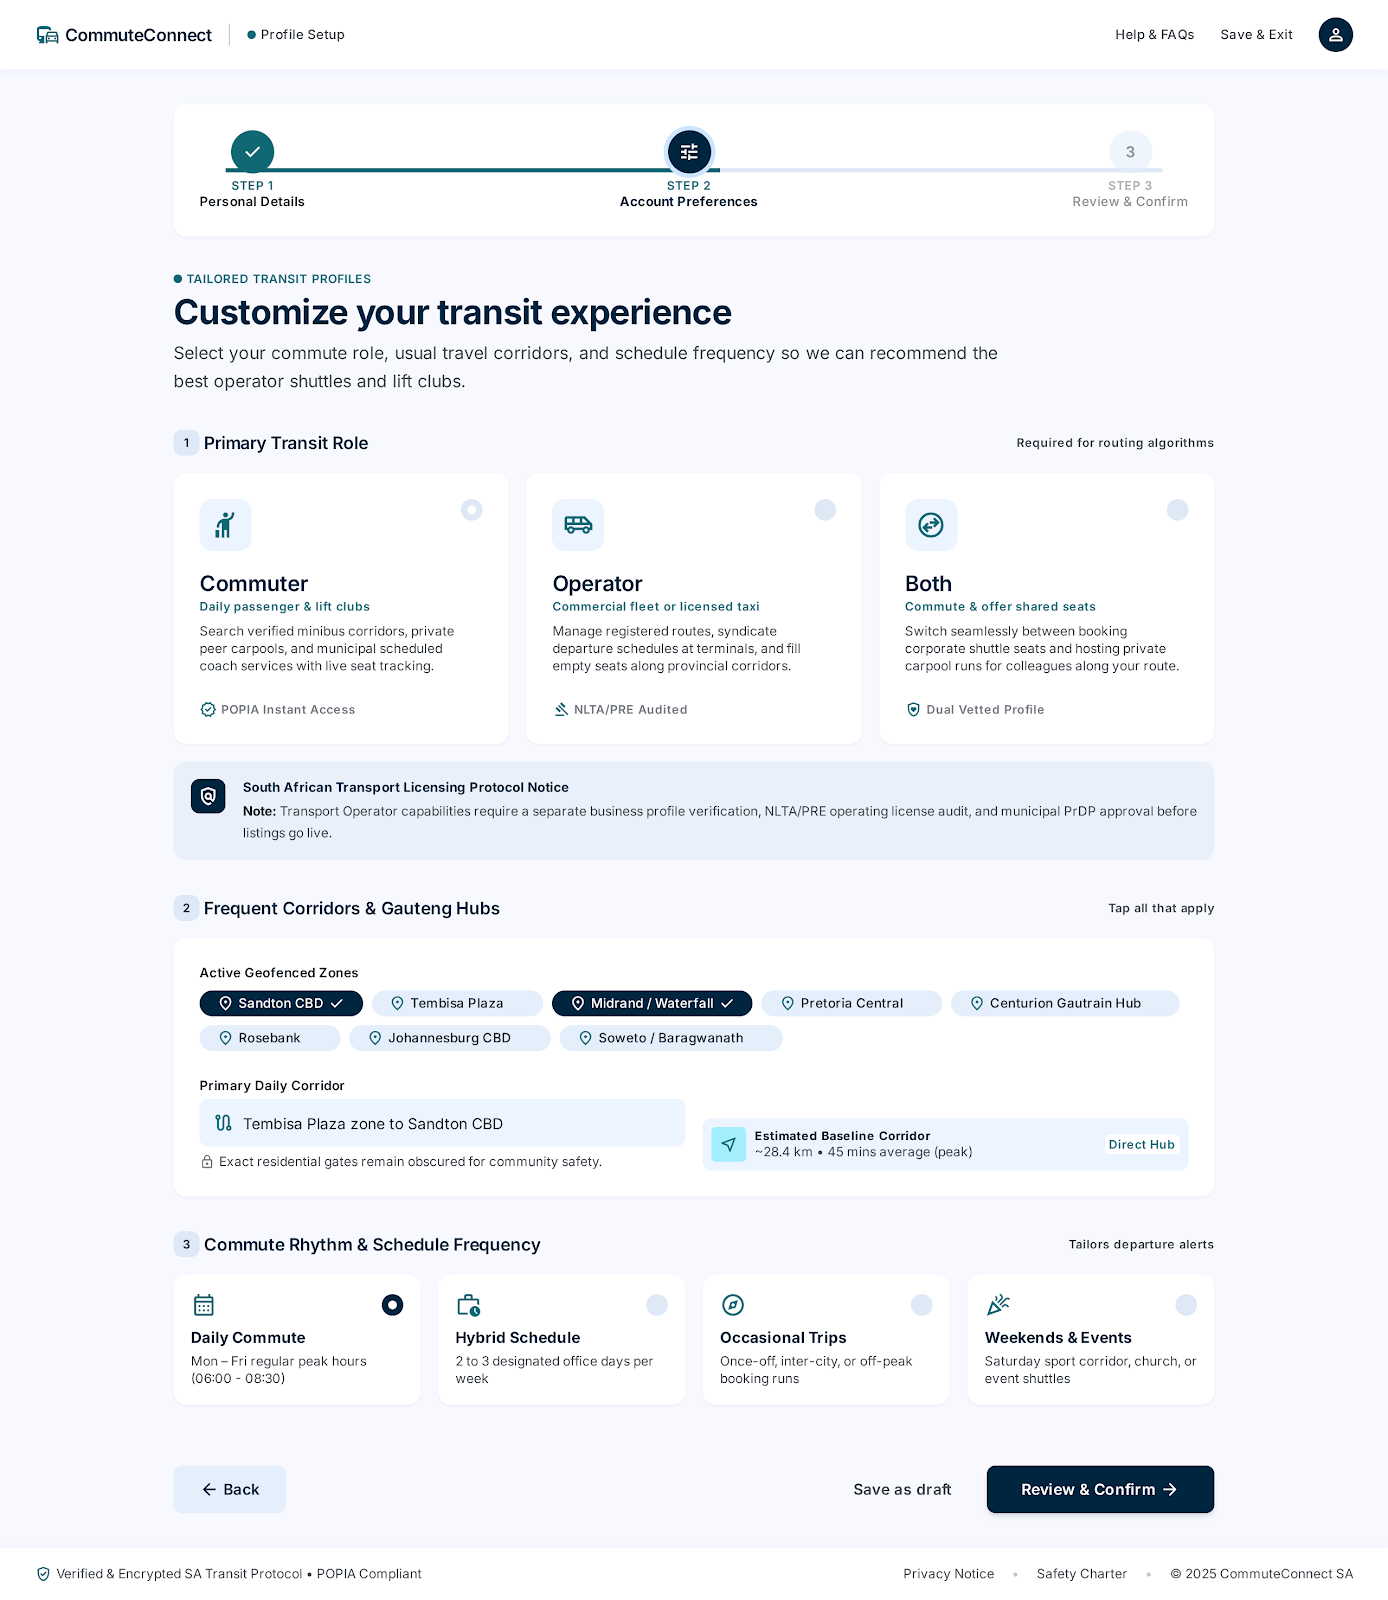 CommuteConnect
Profile Setup
Help & FAQs
Save & Exit
STEP 1
Personal Details
STEP 2
Account Preferences
3
STEP 3
Review & Confirm
TAILORED TRANSIT PROFILES
Customize your transit experience
Select your commute role, usual travel corridors, and schedule frequency so we can recommend the
best operator shuttles and lift clubs.
1 Primary Transit Role
Required for routing algorithms
Commuter
Daily passenger & lift clubs
Search verified minibus corridors, private
peer carpools, and municipal scheduled
coach services with live seat tracking.
POPIA Instant Access
Operator
Commercial fleet or licensed taxi
Manage registered routes, syndicate
departure schedules at terminals, and fill
empty seats along provincial corridors.
NLTA/PRE Audited
Both
Commute & offer shared seats
Switch seamlessly between booking
corporate shuttle seats and hosting private
carpool runs for colleagues along your route.
Dual Vetted Profile
South African Transport Licensing Protocol Notice
Note: Transport Operator capabilities require a separate business profile verification, NLTA/PRE operating license audit, and municipal PrDP approval before
listings go live.
2 Frequent Corridors & Gauteng Hubs
Tap all that apply
Active Geofenced Zones
Sandton CBD
Tembisa Plaza
Midrand / Waterfall
Pretoria Central
Centurion Gautrain Hub
Rosebank
Johannesburg CBD
Soweto / Baragwanath
Primary Daily Corridor
Tembisa Plaza zone to Sandton CBD
Exact residential gates remain obscured for community safety.
Estimated Baseline Corridor
~28.4 km • 45 mins average (peak)
Direct Hub
3 Commute Rhythm & Schedule Frequency
Tailors departure alerts
Daily Commute
Mon – Fri regular peak hours
(06:00 - 08:30)
Hybrid Schedule
2 to 3 designated office days per
week
Occasional Trips
Once-off, inter-city, or off-peak
booking runs
Weekends & Events
Saturday sport corridor, church, or
event shuttles
Back
Save as draft
Review & Confirm
Verified & Encrypted SA Transit Protocol • POPIA Compliant
Privacy Notice • Safety Charter • © 2025 CommuteConnect SA